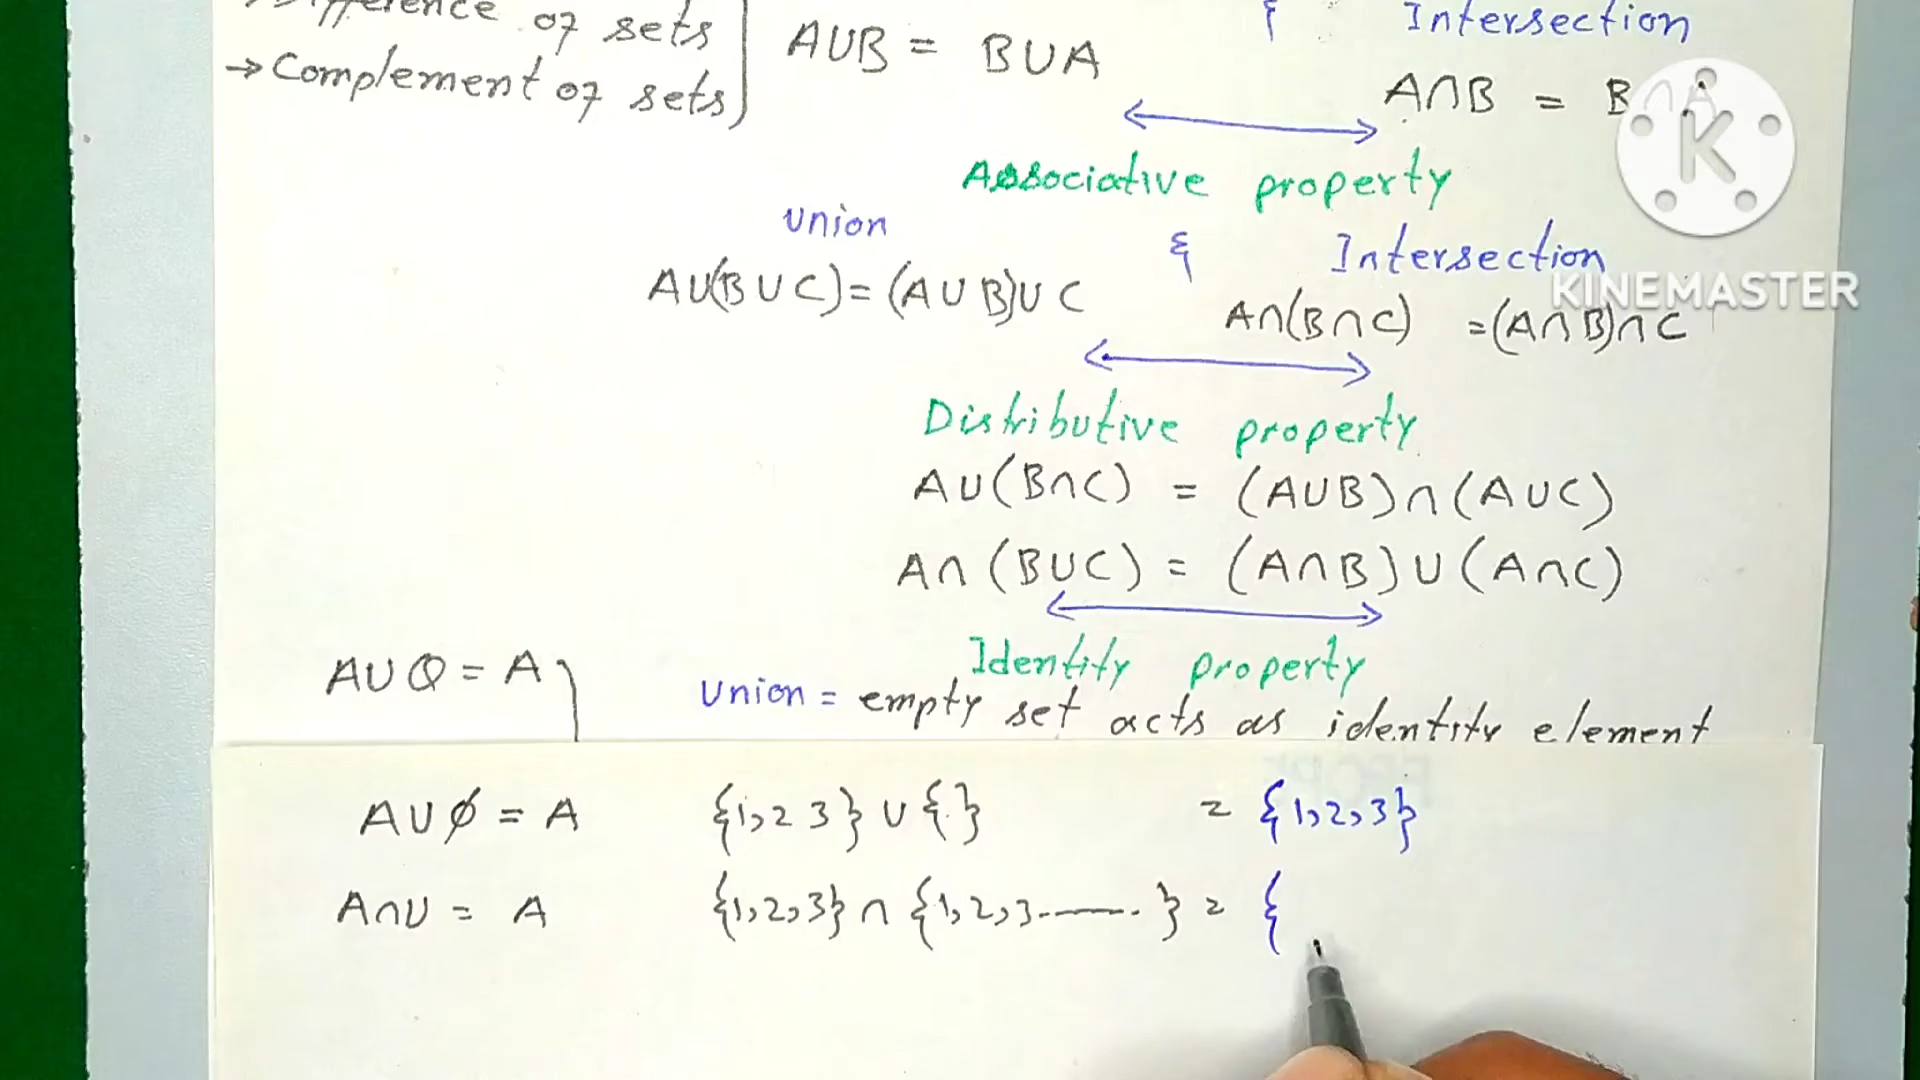 Difference of sets
→ Complement of sets
A∪B = B∪A
& Intersection
A∩B = B∩A
Associative property
union & Intersection
A∪(B∪C)=(A∪B)∪C
A∩(B∩C) =(A∩B)∩C
Distributive property
A∪(B∩C) = (A∪B)∩(A∪C)
A∩(B∪C) = (A∩B)∪(A∩C)
Identity property
A∪Q = A
union = empty set acts as identity element
A∪∅ = A {1,2 3} ∪ { } = {1,2,3}
A∩U = A {1,2,3} ∩ {1,2,3.——.} = {
K
KINEMASTER